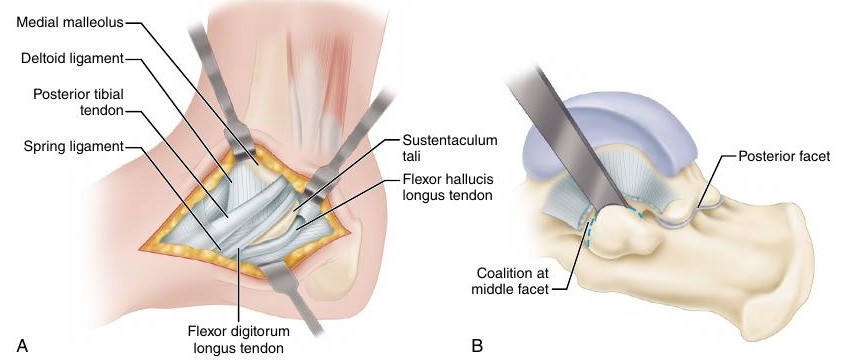 Medial malleolus
Deltoid ligament
Posterior tibial
tendon
Spring ligament
Sustentaculum
tali
Flexor hallucis
longus tendon
Flexor digitorum
longus tendon
A
Posterior facet
Coalition at
middle facet
B